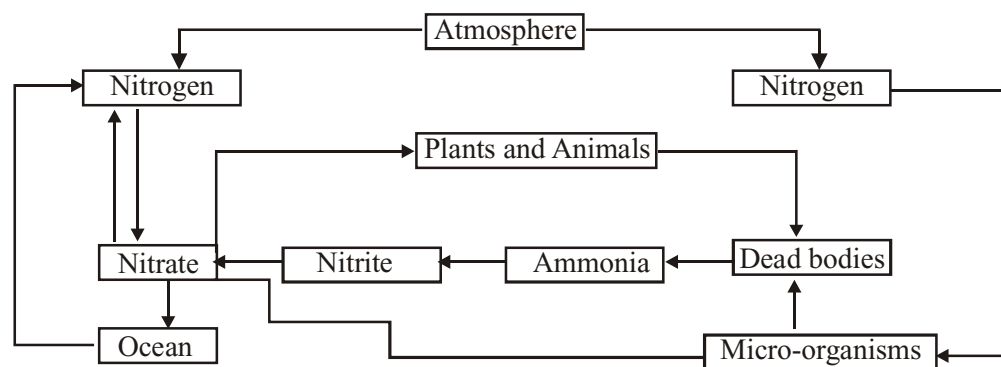 Atmosphere
Nitrogen
Nitrogen
Plants and Animals
Nitrate
Nitrite
Ammonia
Dead bodies
Ocean
Micro-organisms